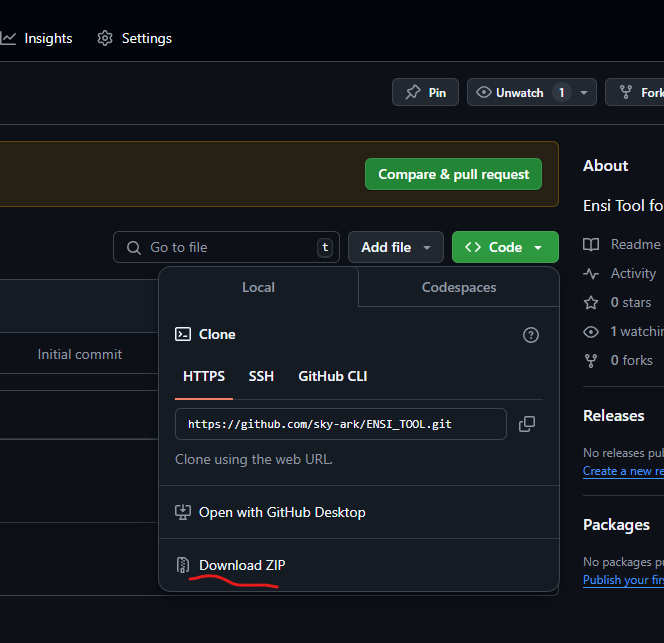 Insights
Settings
Pin
Unwatch 1
Fork
Compare & pull request
About
Ensi Tool fo
Go to file t
Add file
<> Code
Readme
Local
Codespaces
Activity
0 stars
Clone
1 watchin
Initial commit
0 forks
HTTPS
SSH
GitHub CLI
Releases
https://github.com/sky-ark/ENSI_TOOL.git
No releases pu
Clone using the web URL.
Create a new re
Open with GitHub Desktop
Packages
Download ZIP
No packages pu
Publish your firs